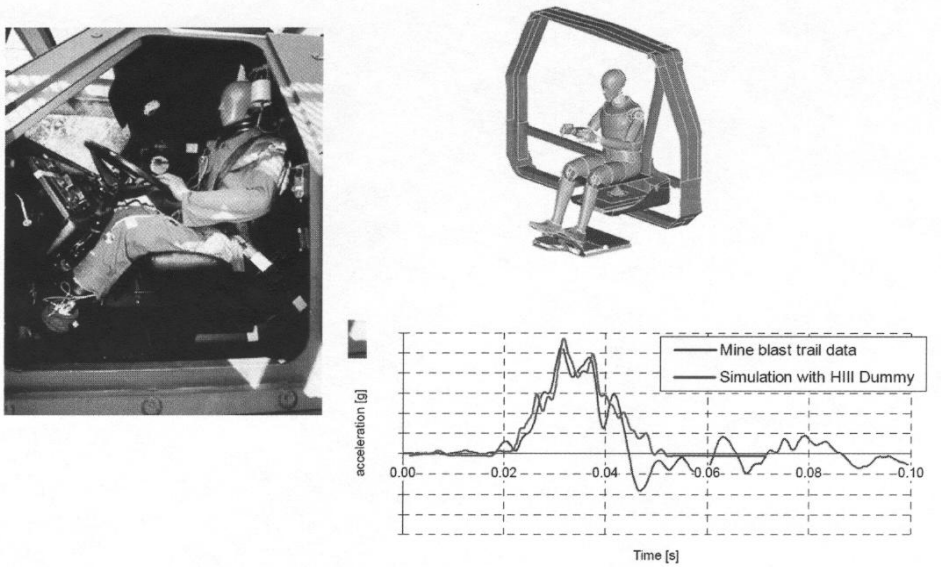 Mine blast trail data
Simulation with HIII Dummy
acceleration [g]
0.00
0.02
0.04
0.06
0.08
0.10
Time [s]